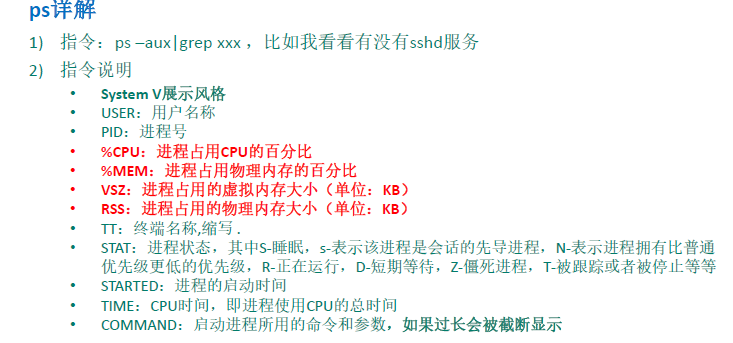 ps详解
1) 指令：ps –aux|grep xxx ，比如我看看有没有sshd服务
2) 指令说明
• System V展示风格
• USER：用户名称
• PID：进程号
• %CPU：进程占用CPU的百分比
• %MEM：进程占用物理内存的百分比
• VSZ：进程占用的虚拟内存大小（单位：KB）
• RSS：进程占用的物理内存大小（单位：KB）
• TT：终端名称,缩写 .
• STAT：进程状态，其中S-睡眠，s-表示该进程是会话的先导进程，N-表示进程拥有比普通
优先级更低的优先级，R-正在运行，D-短期等待，Z-僵死进程，T-被跟踪或者被停止等等
• STARTED：进程的启动时间
• TIME：CPU时间，即进程使用CPU的总时间
• COMMAND：启动进程所用的命令和参数，如果过长会被截断显示